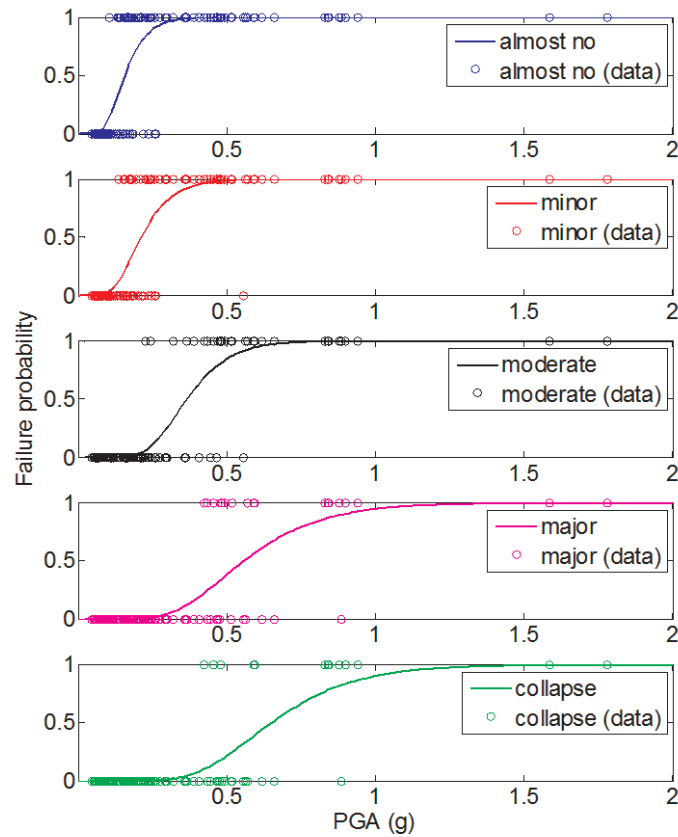 1
0.5
0
0.5
1
1.5
2
almost no
almost no (data)
1
0.5
0
0.5
1
1.5
2
minor
minor (data)
Failure probability
1
0.5
0
0.5
1
1.5
2
moderate
moderate (data)
1
0.5
0
0.5
1
1.5
2
major
major (data)
1
0.5
0
0.5
1
1.5
2
collapse
collapse (data)
PGA (g)